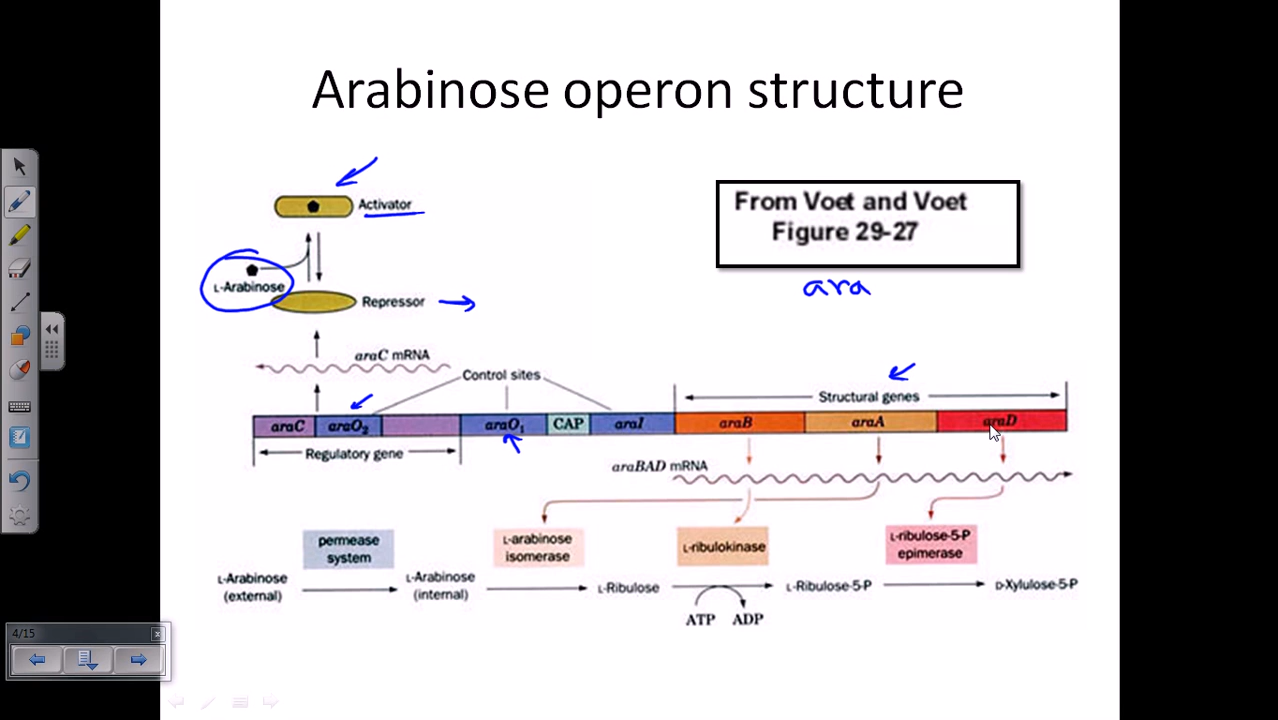 Arabinose operon structure
Activator
From Voet and Voet
Figure 29-27
ara
L-Arabinose
Repressor
araC mRNA
Control sites
Structural genes
araC araO₂ araO₁ CAP araI araB araA araD
Regulatory gene
araBAD mRNA
permease
system
L-arabinose
isomerase
L-ribulokinase
L-ribulose-5-P
epimerase
L-Arabinose
(external)
L-Arabinose
(internal)
L-Ribulose
L-Ribulose-5-P
D-Xylulose-5-P
ATP ADP
4/15